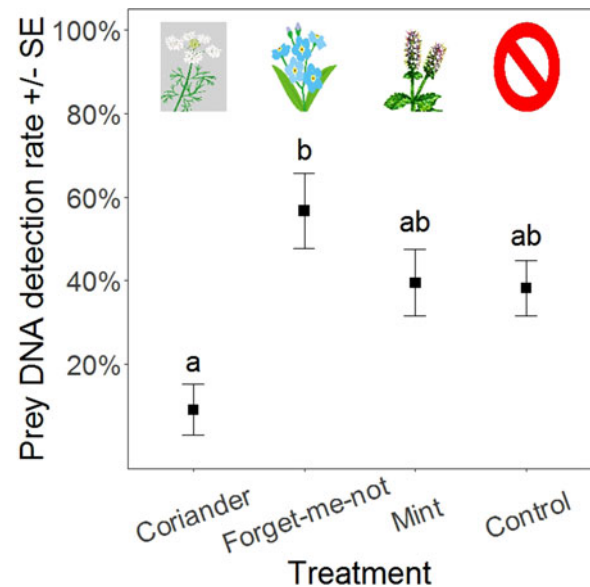 Prey DNA detection rate +/- SE
100%
80%
60%
40%
20%
a
b
ab
ab
Coriander
Forget-me-not
Mint
Control
Treatment